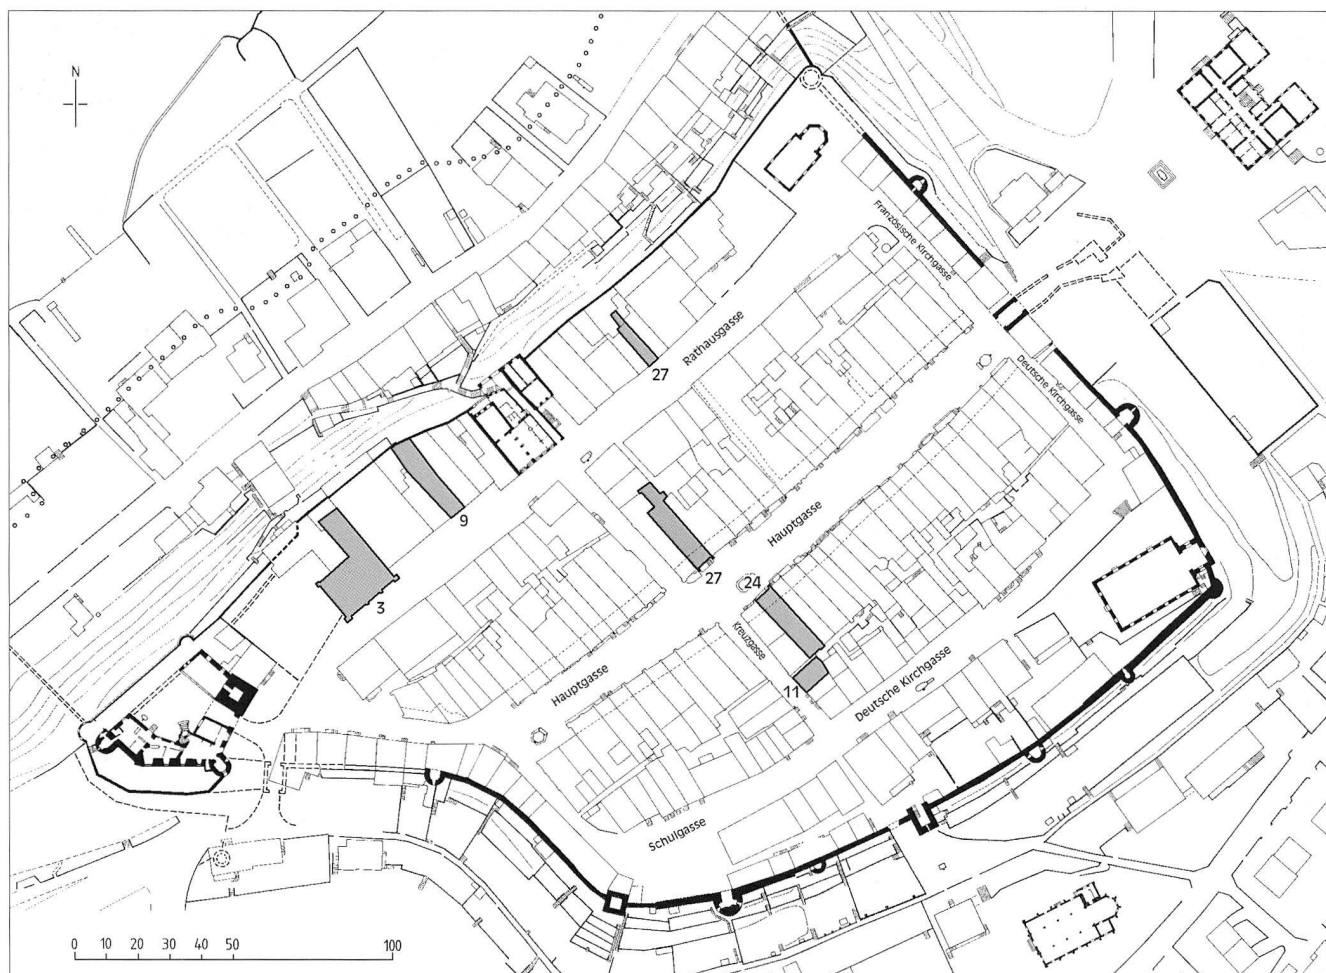 N
Französische Kirchgasse
Rathausgasse
27
Deutsche Kirchgasse
9
Hauptgasse
27
24
3
Kreuzgasse
11
Hauptgasse
Deutsche Kirchgasse
Schulgasse
0 10 20 30 40 50 100